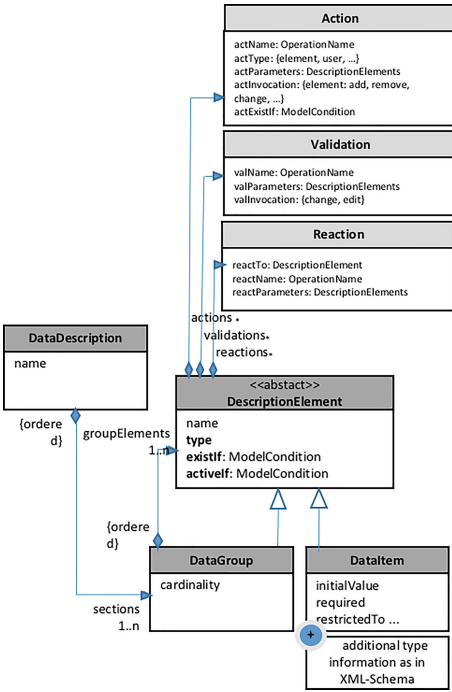 Action
actName: OperationName
actType: {element, user, ...}
actParameters: DescriptionElements
actInvocation: {element: add, remove,
change, ...}
actExistIf: ModelCondition
Validation
valName: OperationName
valParameters: DescriptionElements
valInvocation: {change, edit}
Reaction
reactTo: DescriptionElement
reactName: OperationName
reactParameters: DescriptionElements
actions *
validations*
reactions*
DataDescription
name
<<abstact>>
DescriptionElement
name
type
existIf: ModelCondition
activeIf: ModelCondition
{ordere
d}
groupElements
1..n
{ordere
d}
DataGroup
cardinality
sections
1..n
DataItem
initialValue
required
restrictedTo ...
+
additional type
information as in
XML-Schema